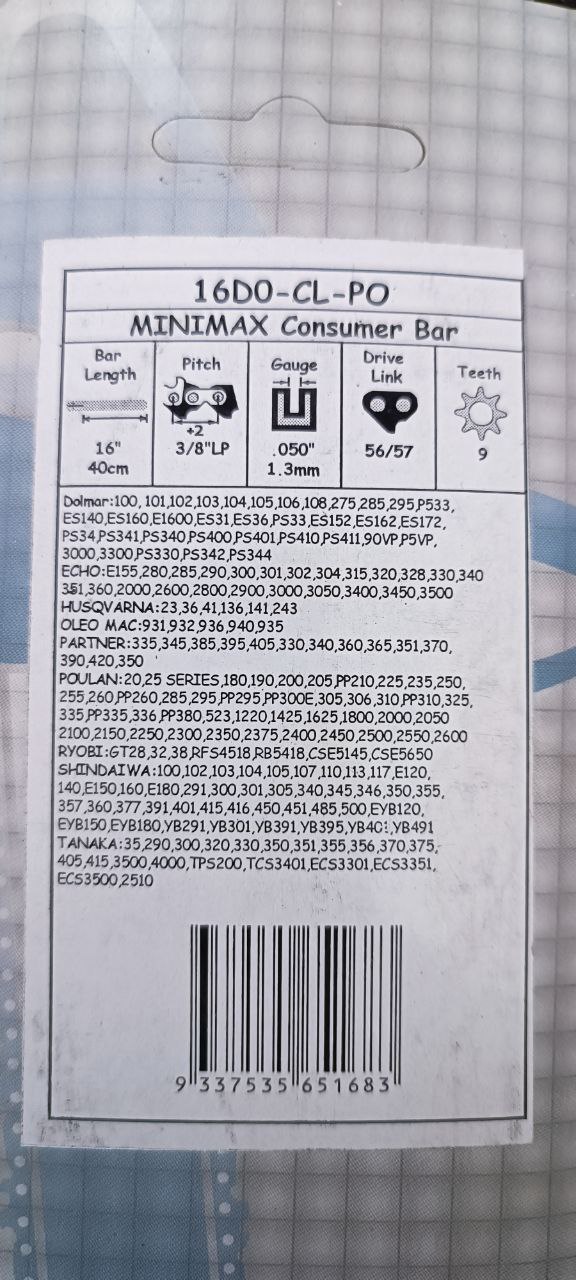 16D0-CL-PO
MINIMAX Consumer Bar
Bar Length
Pitch
Gauge
Drive Link
Teeth
÷2
16"
40cm
3/8"LP
.050"
1.3mm
56/57
9
Dolmar:100, 101,102,103,104,105,106,108,275,285,295,P533,
ES140,ES160,E1600,ES31,ES36,PS33,ES152,ES162,ES172,
PS34,PS341,PS340,PS400,PS401,PS410,PS411,90VP,P5VP,
3000,3300,PS330,PS342,PS344
ECHO:E155,280,285,290,300,301,302,304,315,320,328,330,340
351,360,2000,2600,2800,2900,3000,3050,3400,3450,3500
HUSQVARNA:23,36,41,136,141,243
OLEO MAC:931,932,936,940,935
PARTNER:335,345,385,395,405,330,340,360,365,351,370,
390,420,350
POULAN:20,25 SERIES,180,190,200,205,PP210,225,235,250,
255,260,PP260,285,295,PP295,PP300E,305,306,310,PP310,325,
335,PP335,336,PP380,523,1220,1425,1625,1800,2000,2050
2100,2150,2250,2300,2350,2375,2400,2450,2500,2550,2600
RYOBI:GT28,32,38,RFS4518,RB5418,CSE5145,CSE5650
SHINDAIWA:100,102,103,104,105,107,110,113,117,E120,
140,E150,160,E180,291,300,301,305,340,345,346,350,355,
357,360,377,391,401,415,416,450,451,485,500,EYB120,
EYB150,EYB180,YB291,YB301,YB391,YB395,YB401,YB491
TANAKA:35,290,300,320,330,350,351,355,356,370,375,
405,415,3500,4000,TPS200,TCS3401,ECS3301,ECS3351,
ECS3500,2510
9 337535 651683